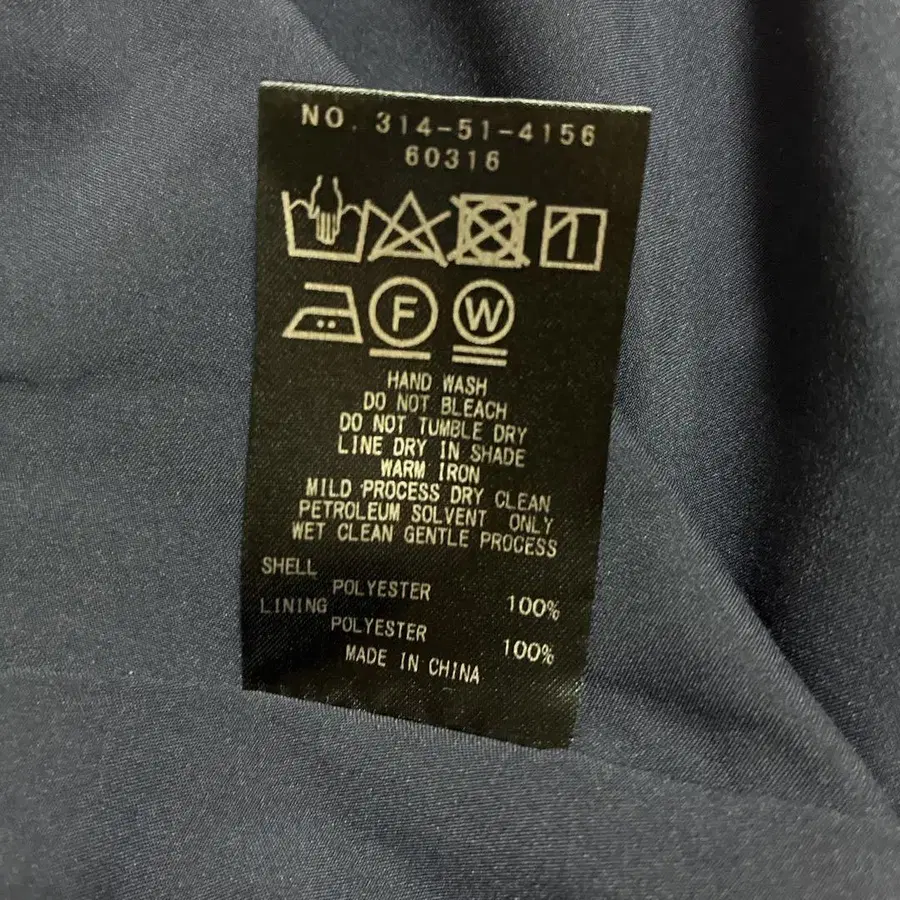 NO. 314-51-4156
60316
F W
HAND WASH
DO NOT BLEACH
DO NOT TUMBLE DRY
LINE DRY IN SHADE
WARM IRON
MILD PROCESS DRY CLEAN
PETROLEUM SOLVENT ONLY
WET CLEAN GENTLE PROCESS
SHELL
POLYESTER 100%
LINING
POLYESTER 100%
MADE IN CHINA